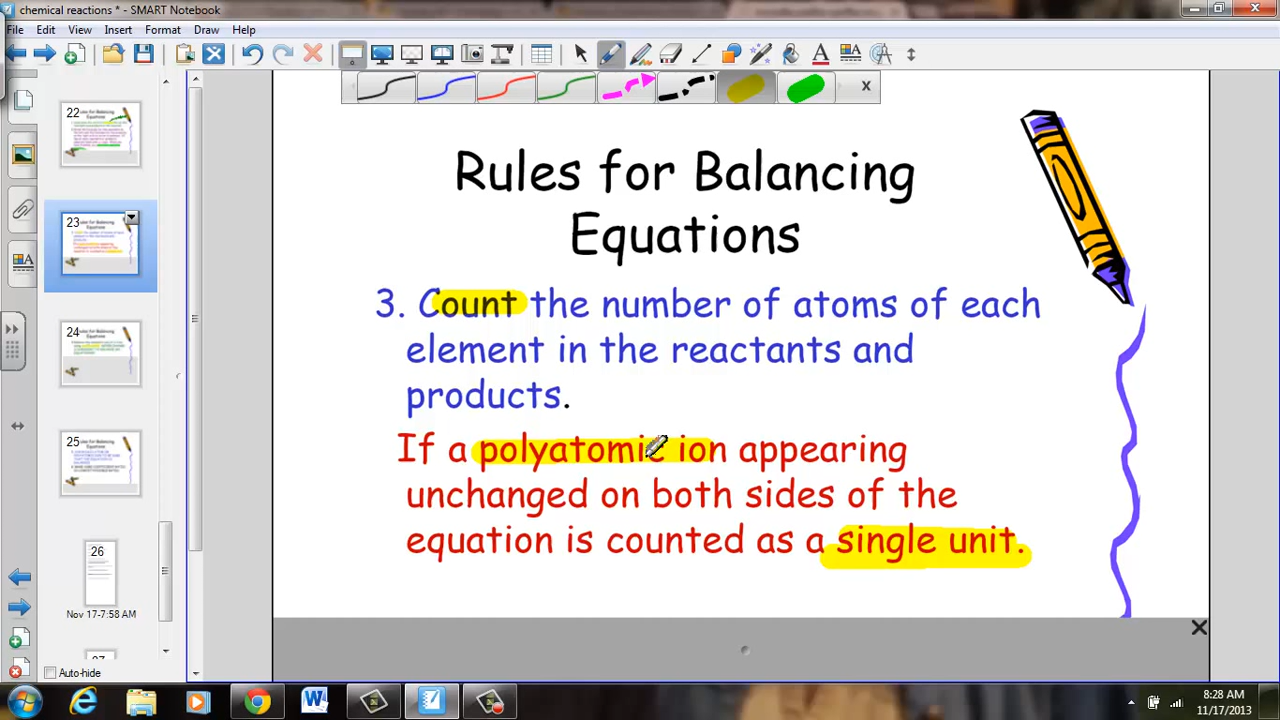 chemical reactions * - SMART Notebook
File Edit View Insert Format Draw Help
22
23
24
25
26
Nov 17-7:58 AM
Auto-hide
Rules for Balancing
Equations
3. Count the number of atoms of each
element in the reactants and
products.
If a polyatomic ion appearing
unchanged on both sides of the
equation is counted as a single unit.
8:28 AM
11/17/2013